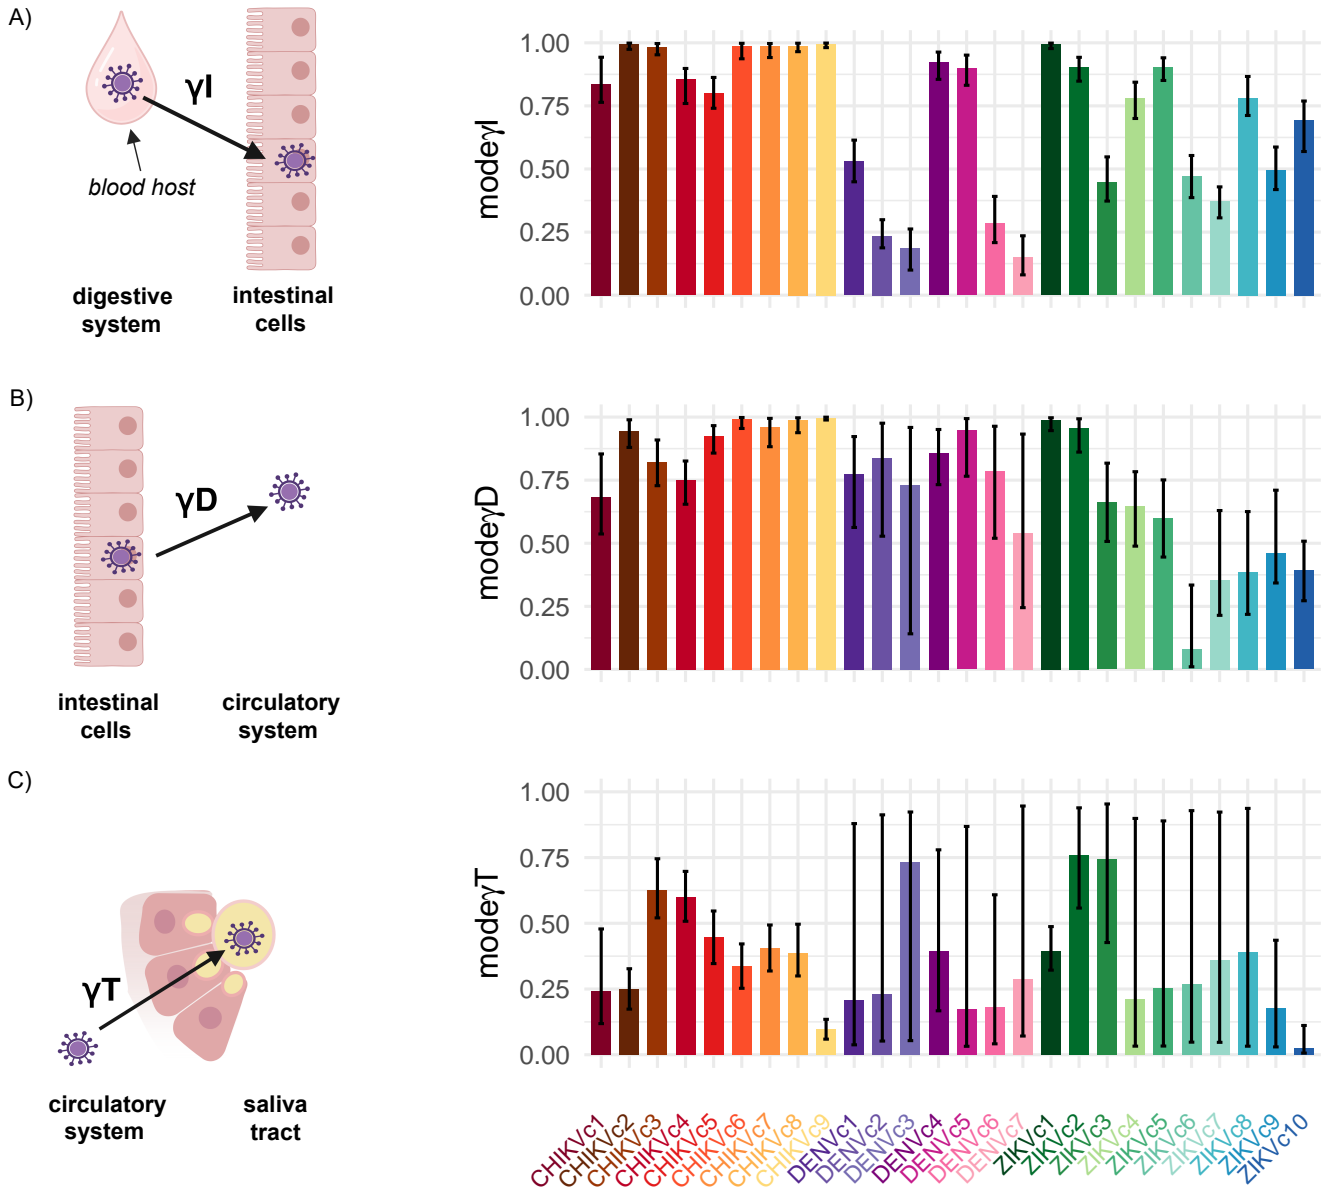 A)
γI
blood host
digestive
system
intestinal
cells
modeγI
1.00
0.75
0.50
0.25
0.00
B)
γD
intestinal
cells
circulatory
system
modeγD
1.00
0.75
0.50
0.25
0.00
C)
γT
circulatory
system
saliva
tract
modeγT
1.00
0.75
0.50
0.25
0.00
CHIKVc1
CHIKVc2
CHIKVc3
CHIKVc4
CHIKVc5
CHIKVc6
CHIKVc7
CHIKVc8
CHIKVc9
DENVc1
DENVc2
DENVc3
DENVc4
DENVc5
DENVc6
DENVc7
ZIKVc1
ZIKVc2
ZIKVc3
ZIKVc4
ZIKVc5
ZIKVc6
ZIKVc7
ZIKVc8
ZIKVc9
ZIKVc10